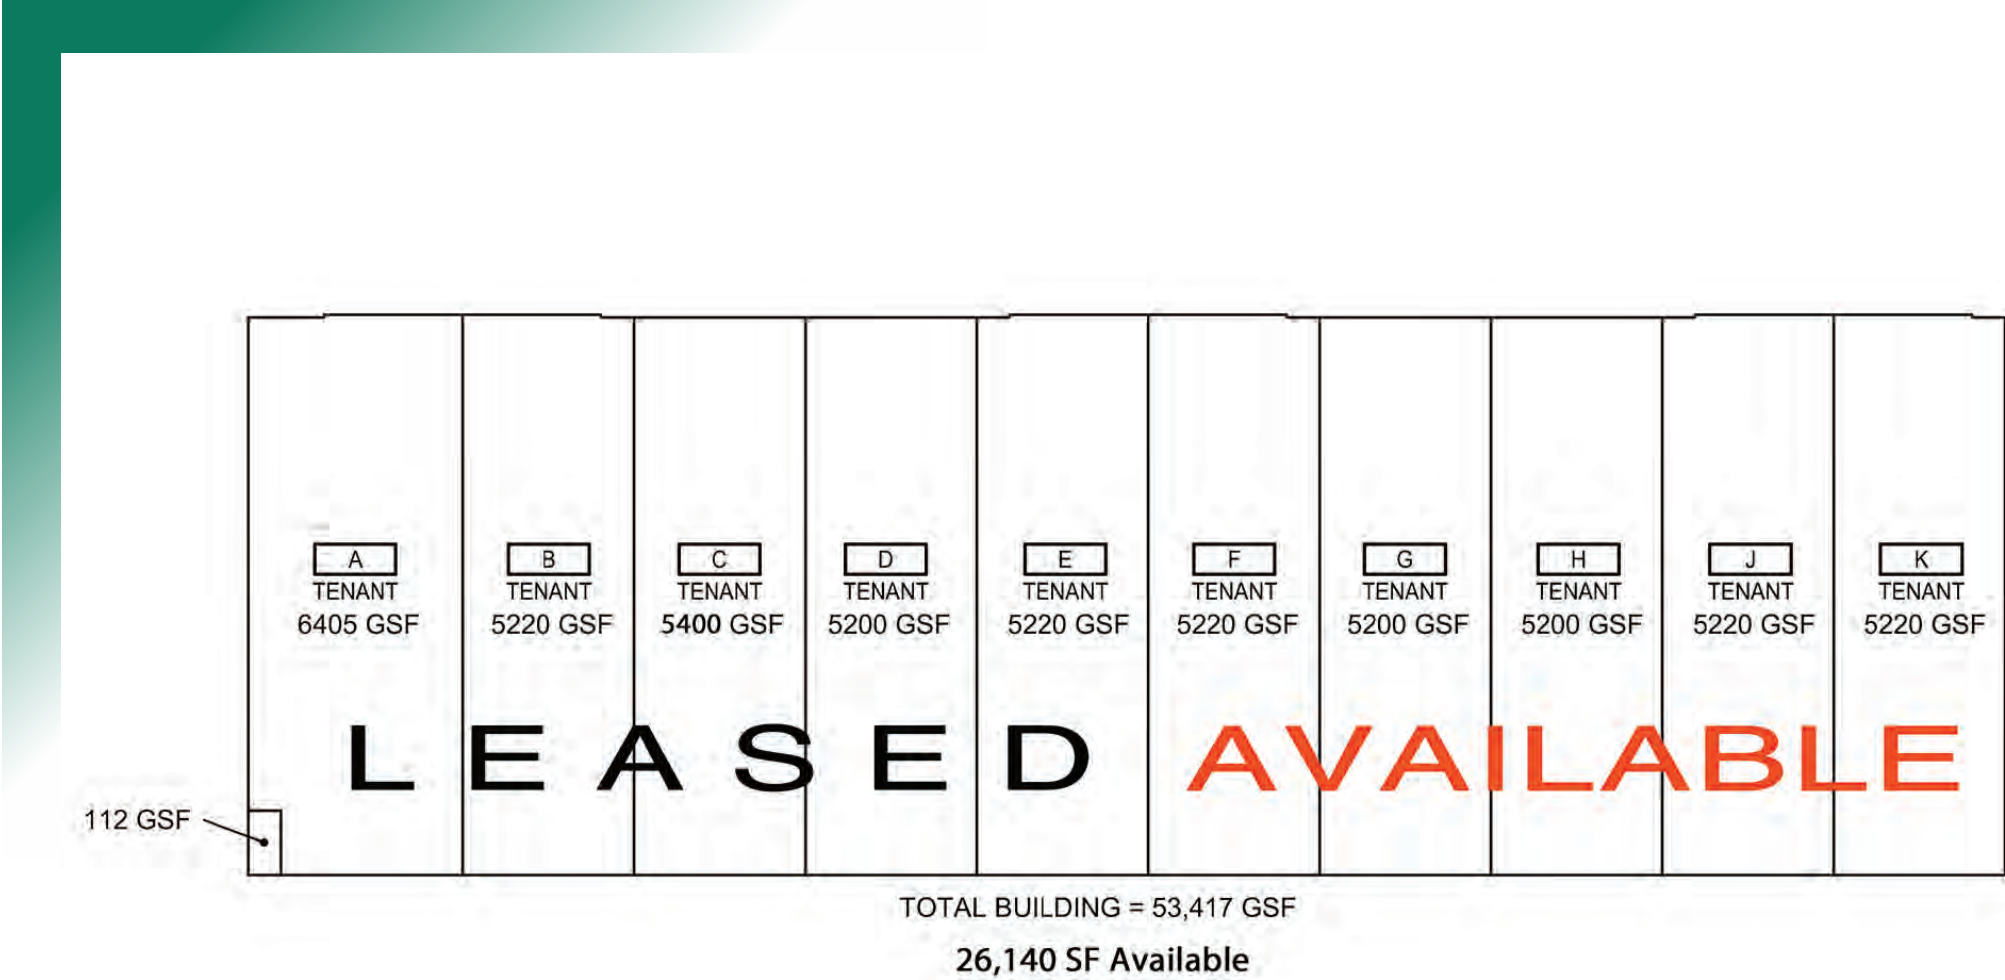 A B C D E F G H J K
TENANT TENANT TENANT TENANT TENANT TENANT TENANT TENANT TENANT TENANT
6405 GSF 5220 GSF 5400 GSF 5200 GSF 5220 GSF 5220 GSF 5200 GSF 5200 GSF 5220 GSF 5220 GSF
LEASED AVAILABLE
112 GSF
TOTAL BUILDING = 53,417 GSF
26,140 SF Available